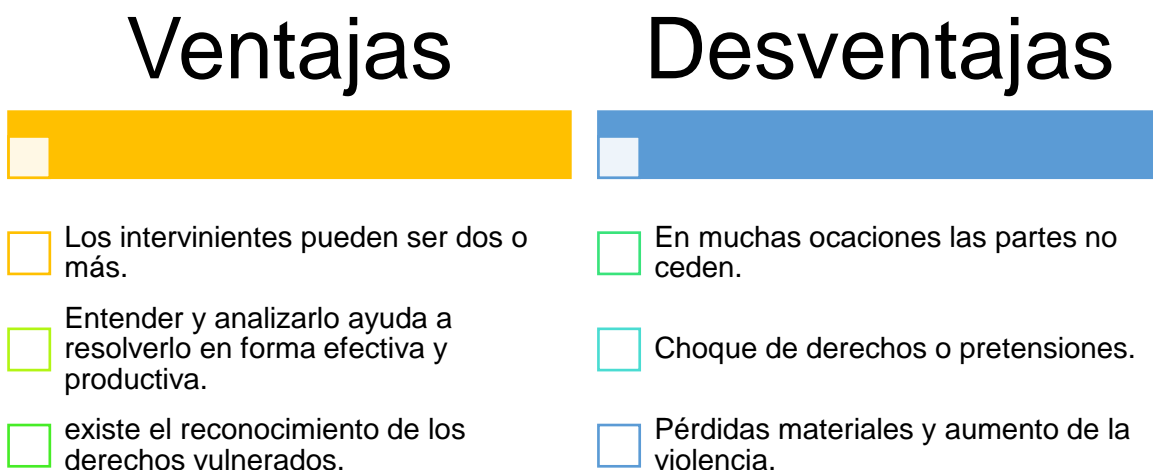 Ventajas
Los intervinientes pueden ser dos o
más.
Entender y analizarlo ayuda a
resolverlo en forma efectiva y
productiva.
existe el reconocimiento de los
derechos vulnerados.
Desventajas
En muchas ocaciones las partes no
ceden.
Choque de derechos o pretensiones.
Pérdidas materiales y aumento de la
violencia.